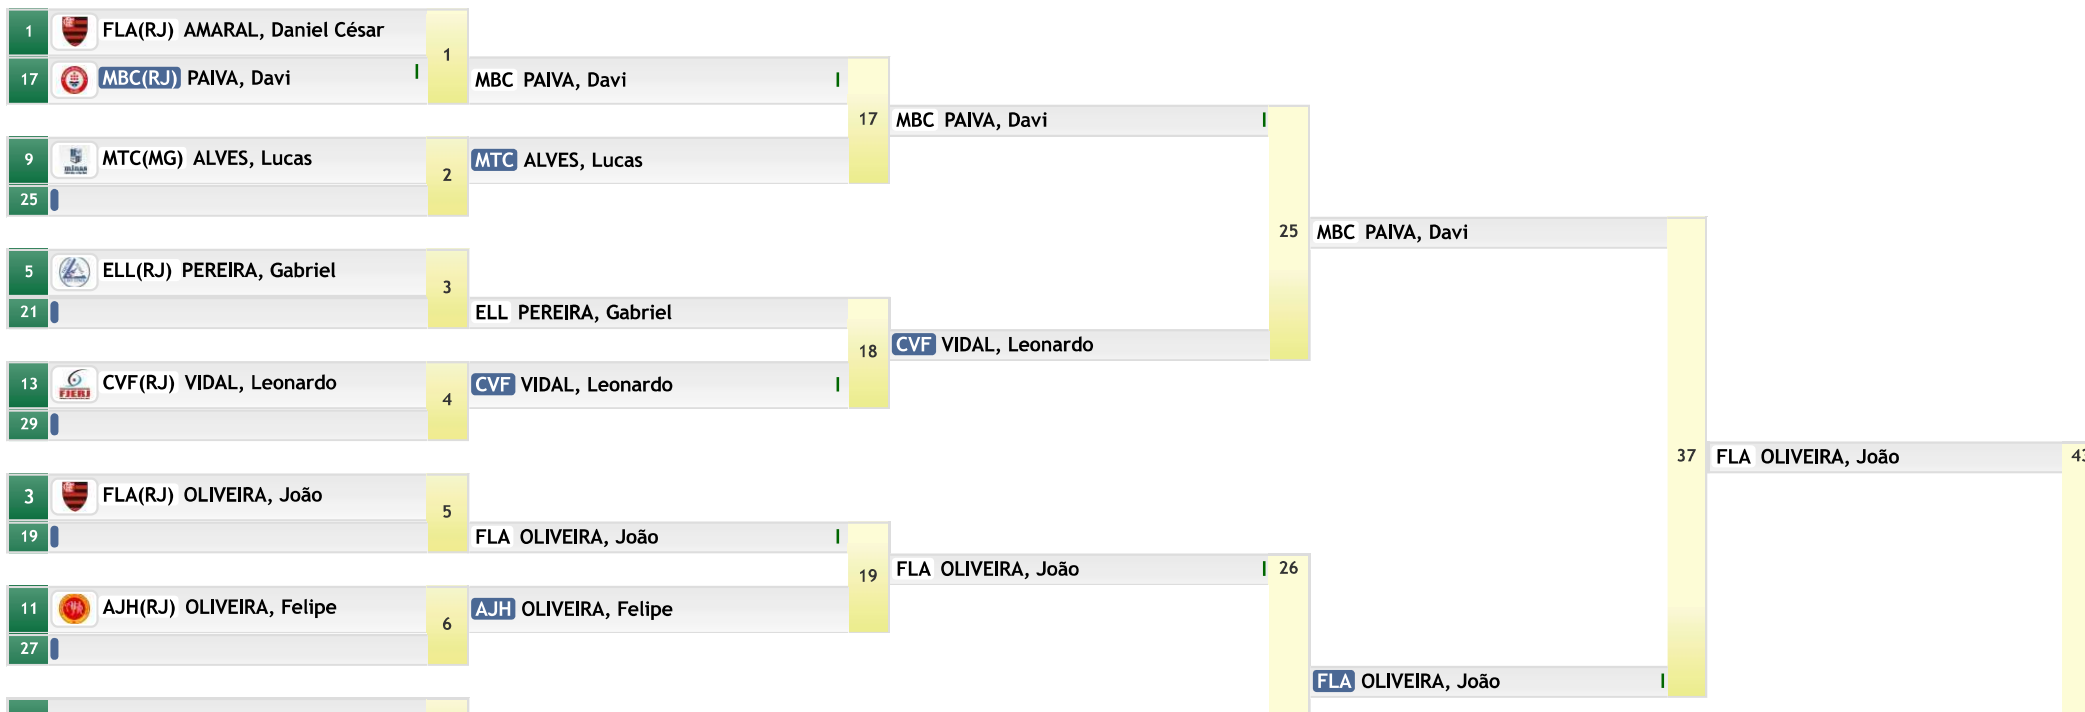 1 FLA(RJ) AMARAL, Daniel César
1
17 MBC(RJ) PAIVA, Davi I
MBC PAIVA, Davi I
17 MBC PAIVA, Davi I
9 MTC(MG) ALVES, Lucas
2 MTC ALVES, Lucas
25
25 MBC PAIVA, Davi
5 ELL(RJ) PEREIRA, Gabriel
3
21
ELL PEREIRA, Gabriel
18 CVF VIDAL, Leonardo
13 CVF(RJ) VIDAL, Leonardo
FJERJ
4 CVF VIDAL, Leonardo I
29
37 FLA OLIVEIRA, João 43
3 FLA(RJ) OLIVEIRA, João
5
19
FLA OLIVEIRA, João I
19 FLA OLIVEIRA, João I 26
11 AJH(RJ) OLIVEIRA, Felipe
6 AJH OLIVEIRA, Felipe
27
FLA OLIVEIRA, João I